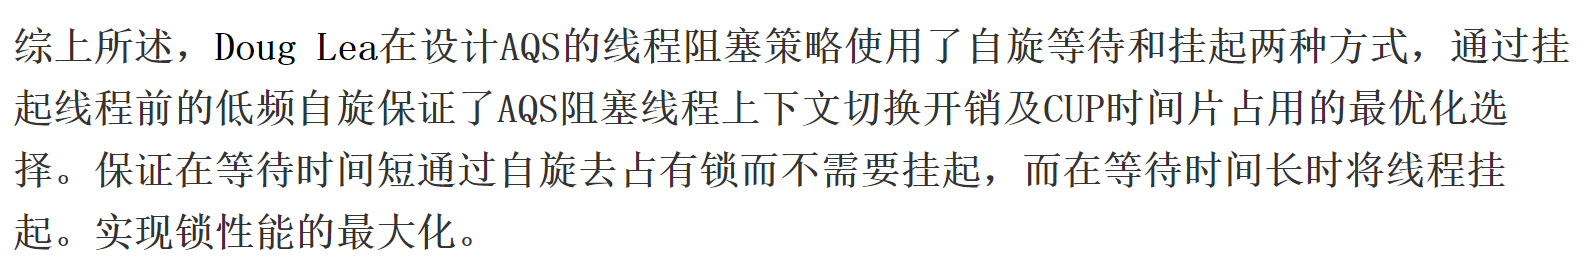 综上所述，Doug Lea在设计AQS的线程阻塞策略使用了自旋等待和挂起两种方式，通过挂
起线程前的低频自旋保证了AQS阻塞线程上下文切换开销及CUP时间片占用的最优化选
择。保证在等待时间短通过自旋去占有锁而不需要挂起，而在等待时间长时将线程挂
起。实现锁性能的最大化。